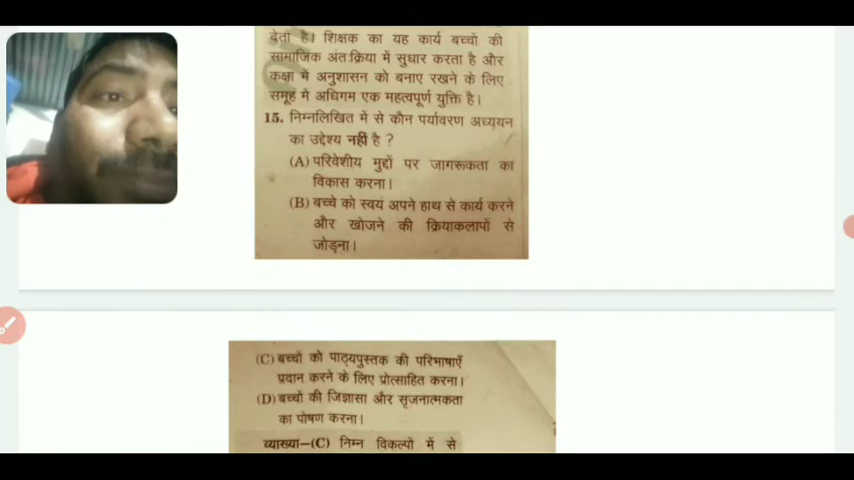 देता है। शिक्षक का यह कार्य बच्चों की
सामाजिक अंतःक्रिया में सुधार करता है और
कक्षा मे अनुशासन को बनाए रखने के लिए
समूह में अधिगम एक महत्वपूर्ण युक्ति है।
15. निम्नलिखित में से कौन पर्यावरण अध्ययन
का उद्देश्य नहीं है ?
(A) परिवेशीय मुद्दों पर जागरूकता का
विकास करना।
(B) बच्चे को स्वयं अपने हाथ से कार्य करने
और खोजने की क्रियाकलापों से
जोड़ना।
(C) बच्चों को पाठ्यपुस्तक की परिभाषाएँ
प्रदान करने के लिए प्रोत्साहित करना।
(D) बच्चों की जिज्ञासा और सृजनात्मकता
का पोषण करना।
व्याख्या–(C) निम्न विकल्पों में से